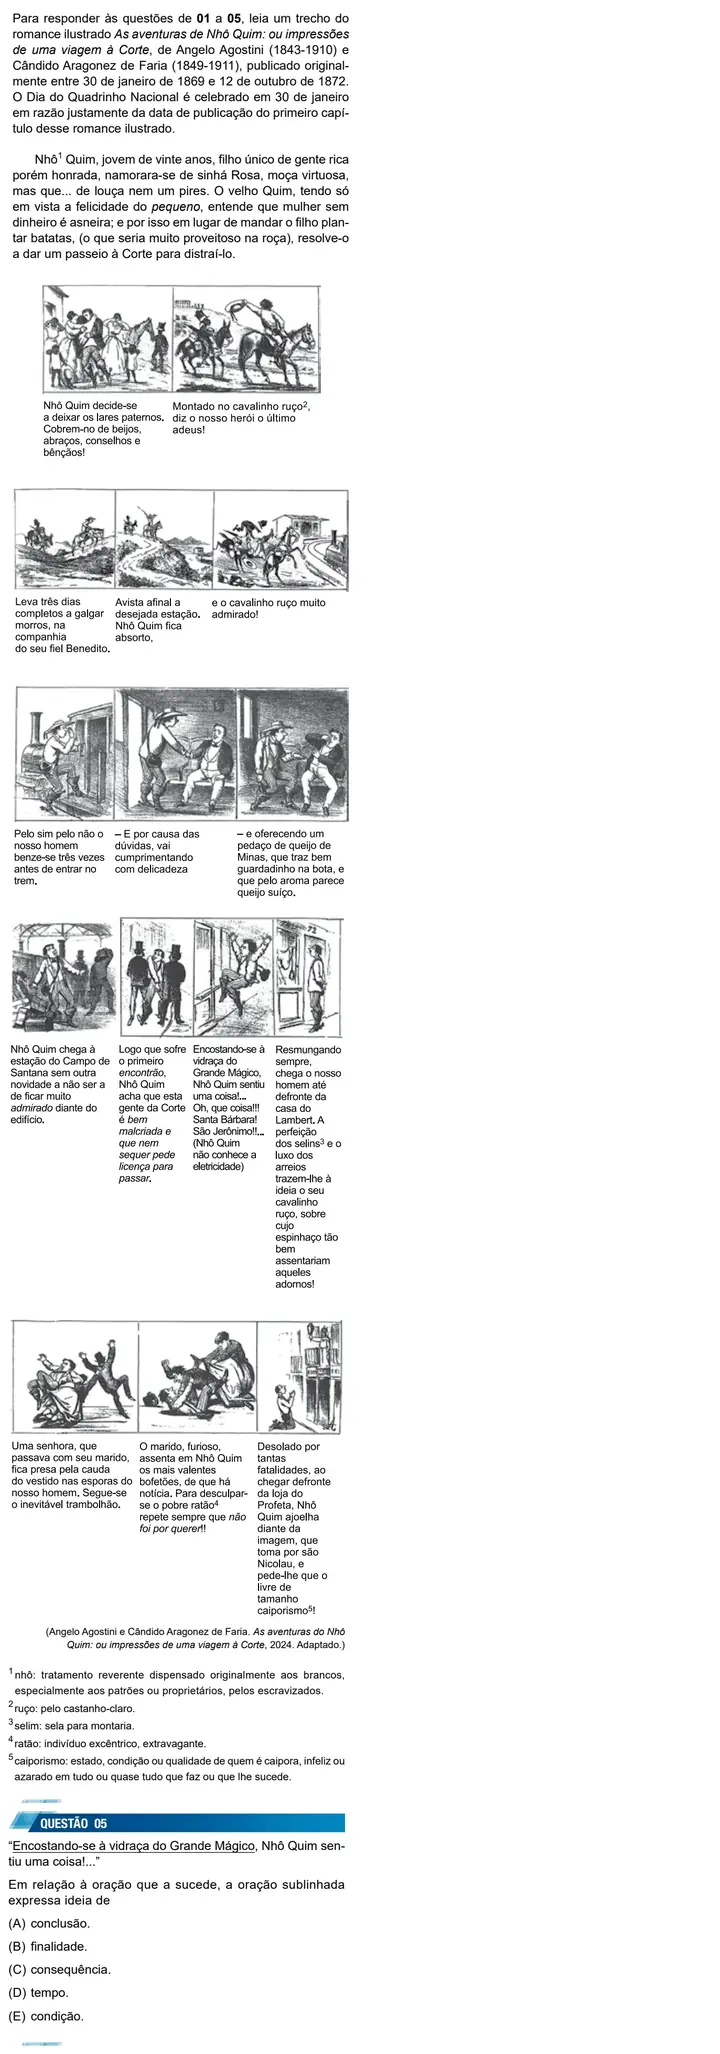 Para responder às questões de 01 a 05, leia um trecho do
romance ilustrado As aventuras de Nhô Quim: ou impressões
de uma viagem à Corte, de Angelo Agostini (1843-1910) e
Cândido Aragonez de Faria (1849-1911), publicado original-
mente entre 30 de janeiro de 1869 e 12 de outubro de 1872.
O Dia do Quadrinho Nacional é celebrado em 30 de janeiro
em razão justamente da data de publicação do primeiro capí-
tulo desse romance ilustrado.
Nhô1 Quim, jovem de vinte anos, filho único de gente rica
porém honrada, namorara-se de sinhá Rosa, moça virtuosa,
mas que... de louça nem um pires. O velho Quim, tendo só
em vista a felicidade do pequeno, entende que mulher sem
dinheiro é asneira; e por isso em lugar de mandar o filho plan-
tar batatas, (o que seria muito proveitoso na roça), resolve-o
a dar um passeio à Corte para distraí-lo.
Nhô Quim decide-se
a deixar os lares paternos.
Cobrem-no de beijos,
abraços, conselhos e
bênçãos!
Montado no cavalinho ruço2,
diz o nosso herói o último
adeus!
Leva três dias
completos a galgar
morros, na
companhia
do seu fiel Benedito.
Avista afinal a
desejada estação.
Nhô Quim fica
absorto,
e o cavalinho ruço muito
admirado!
Pelo sim pelo não o
nosso homem
benze-se três vezes
antes de entrar no
trem.
– E por causa das
dúvidas, vai
cumprimentando
com delicadeza
– e oferecendo um
pedaço de queijo de
Minas, que traz bem
guardadinho na bota, e
que pelo aroma parece
queijo suíço.
72
Nhô Quim chega à
estação do Campo de
Santana sem outra
novidade a não ser a
de ficar muito
admirado diante do
edifício.
Logo que sofre
o primeiro
encontrão,
Nhô Quim
acha que esta
gente da Corte
é bem
malcriada e
que nem
sequer pede
licença para
passar.
Encostando-se à
vidraça do
Grande Mágico,
Nhô Quim sentiu
uma coisa!...
Oh, que coisa!!!
Santa Bárbara!
São Jerônimo!!...
(Nhô Quim
não conhece a
eletricidade)
Resmungando
sempre,
chega o nosso
homem até
defronte da
casa do
Lambert. A
perfeição
dos selins3 e o
luxo dos
arreios
trazem-lhe à
ideia o seu
cavalinho
ruço, sobre
cujo
espinhaço tão
bem
assentariam
aqueles
adornos!
Uma senhora, que
passava com seu marido,
fica presa pela cauda
do vestido nas esporas do
nosso homem. Segue-se
o inevitável trambolhão.
O marido, furioso,
assenta em Nhô Quim
os mais valentes
bofetões, de que há
notícia. Para desculpar-
se o pobre ratão4
repete sempre que não
foi por querer!!
Desolado por
tantas
fatalidades, ao
chegar defronte
da loja do
Profeta, Nhô
Quim ajoelha
diante da
imagem, que
toma por são
Nicolau, e
pede-lhe que o
livre de
tamanho
caiporismo5!
(Angelo Agostini e Cândido Aragonez de Faria. As aventuras do Nhô
Quim: ou impressões de uma viagem à Corte, 2024. Adaptado.)
1 nhô: tratamento reverente dispensado originalmente aos brancos,
especialmente aos patrões ou proprietários, pelos escravizados.
2 ruço: pelo castanho-claro.
3 selim: sela para montaria.
4 ratão: indivíduo excêntrico, extravagante.
5 caiporismo: estado, condição ou qualidade de quem é caipora, infeliz ou
azarado em tudo ou quase tudo que faz ou que lhe sucede.
QUESTÃO 05
“Encostando-se à vidraça do Grande Mágico, Nhô Quim sen-
tiu uma coisa!...”
Em relação à oração que a sucede, a oração sublinhada
expressa ideia de
(A) conclusão.
(B) finalidade.
(C) consequência.
(D) tempo.
(E) condição.